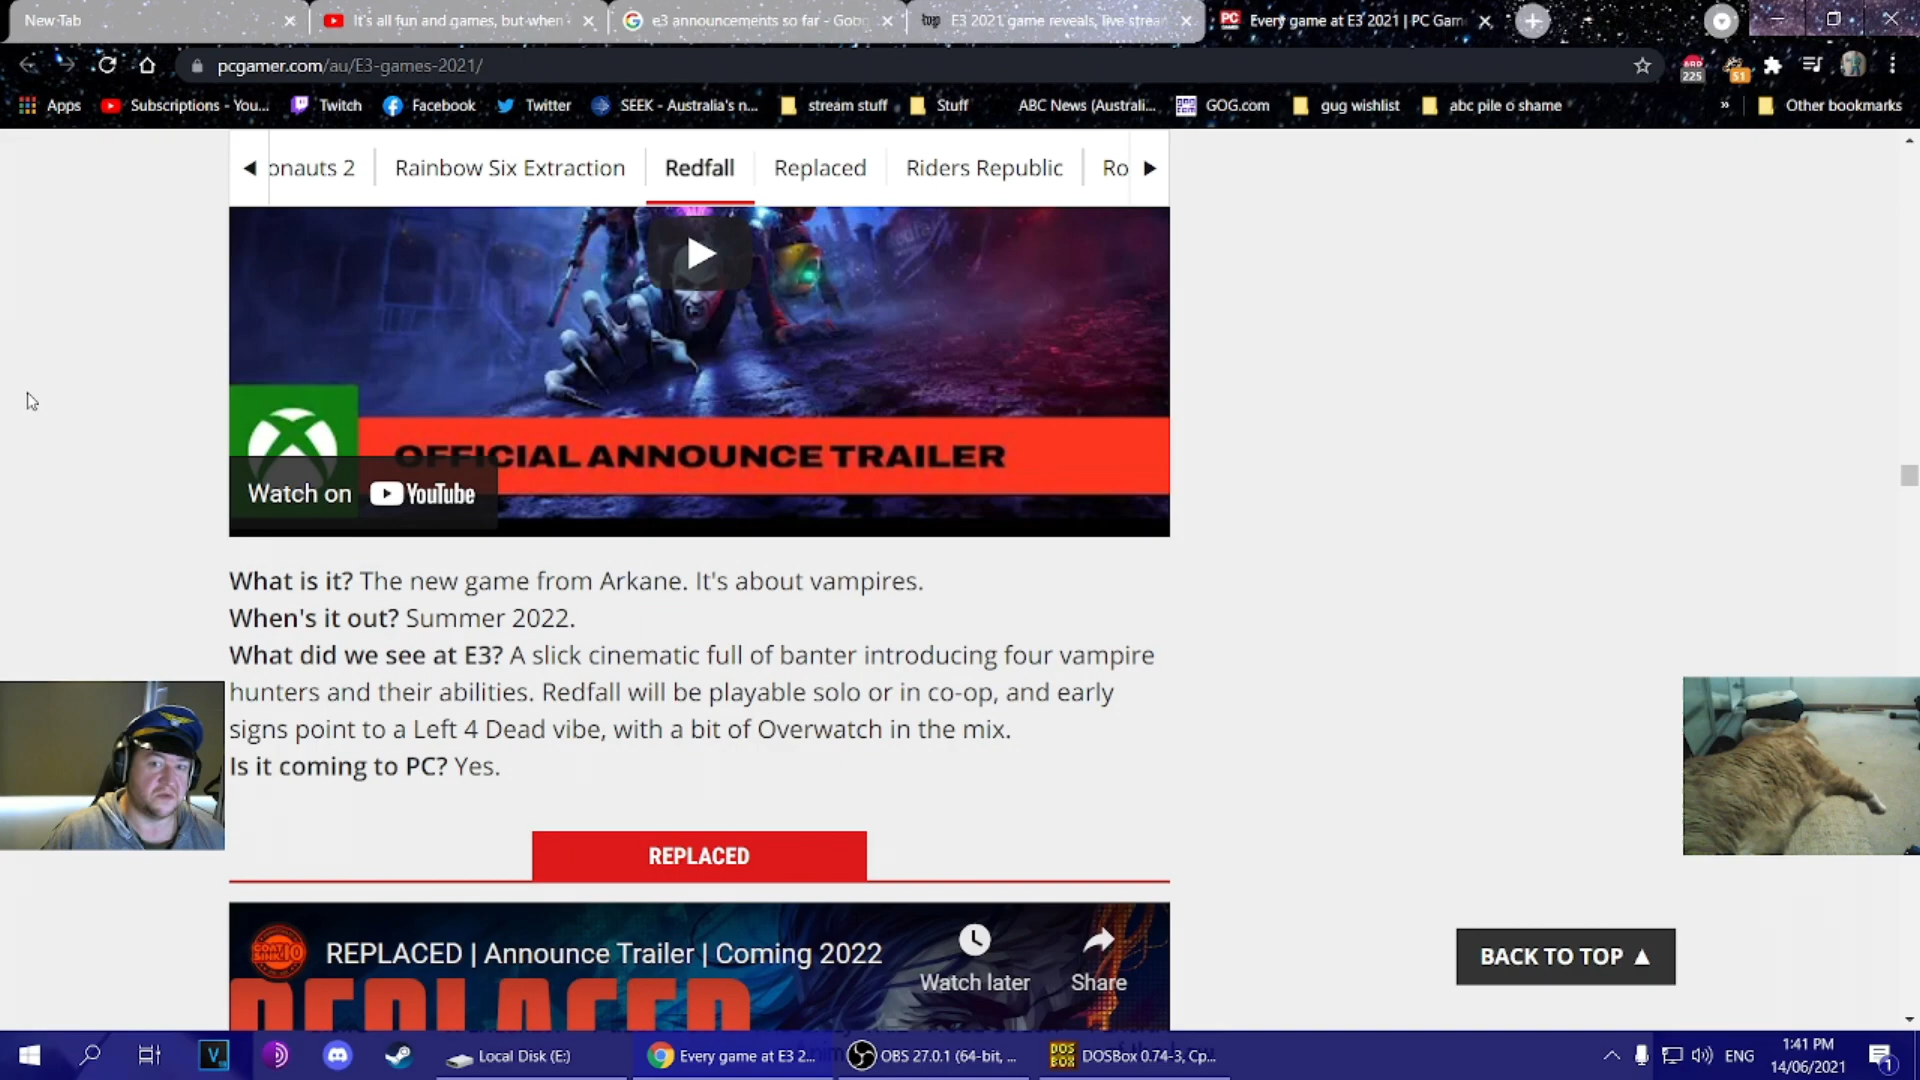 New Tab
It's all fun and games, but when
e3 announcements so far - Goog
E3 2021 game reveals, live strea
PC Every game at E3 2021 | PC Gam
pcgamer.com/au/E3-games-2021/
ABP 225
51
Apps
Subscriptions - You...
Twitch
Facebook
Twitter
SEEK - Australia's n...
stream stuff
Stuff
ABC News (Australi...
GOG.com
gug wishlist
abc pile o shame
»
Other bookmarks
onauts 2
Rainbow Six Extraction
Redfall
Replaced
Riders Republic
Ro
OFFICIAL ANNOUNCE TRAILER
Watch on YouTube
What is it? The new game from Arkane. It's about vampires.
When's it out? Summer 2022.
What did we see at E3? A slick cinematic full of banter introducing four vampire
hunters and their abilities. Redfall will be playable solo or in co-op, and early
signs point to a Left 4 Dead vibe, with a bit of Overwatch in the mix.
Is it coming to PC? Yes.
REPLACED
REPLACED | Announce Trailer | Coming 2022
Watch later
Share
REPLACED
BACK TO TOP
Local Disk (E:)
Every game at E3 2...
OBS 27.0.1 (64-bit, ...
DOS BOX
DOSBox 0.74-3, Cp...
ENG
1:41 PM
14/06/2021
1